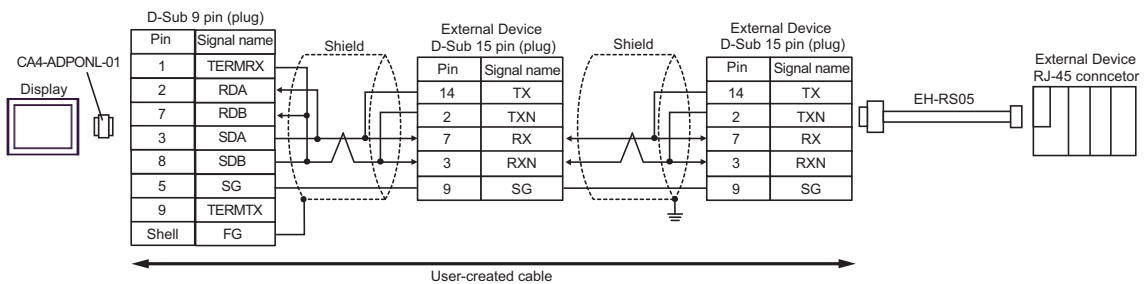 D-Sub 9 pin (plug)
Pin Signal name
1 TERMRX
2 RDA
7 RDB
3 SDA
8 SDB
5 SG
9 TERMTX
Shell FG
CA4-ADPONL-01
Display
Shield
External Device
D-Sub 15 pin (plug)
Pin Signal name
14 TX
2 TXN
7 RX
3 RXN
9 SG
Shield
External Device
D-Sub 15 pin (plug)
Pin Signal name
14 TX
2 TXN
7 RX
3 RXN
9 SG
EH-RS05
External Device
RJ-45 conncetor
User-created cable